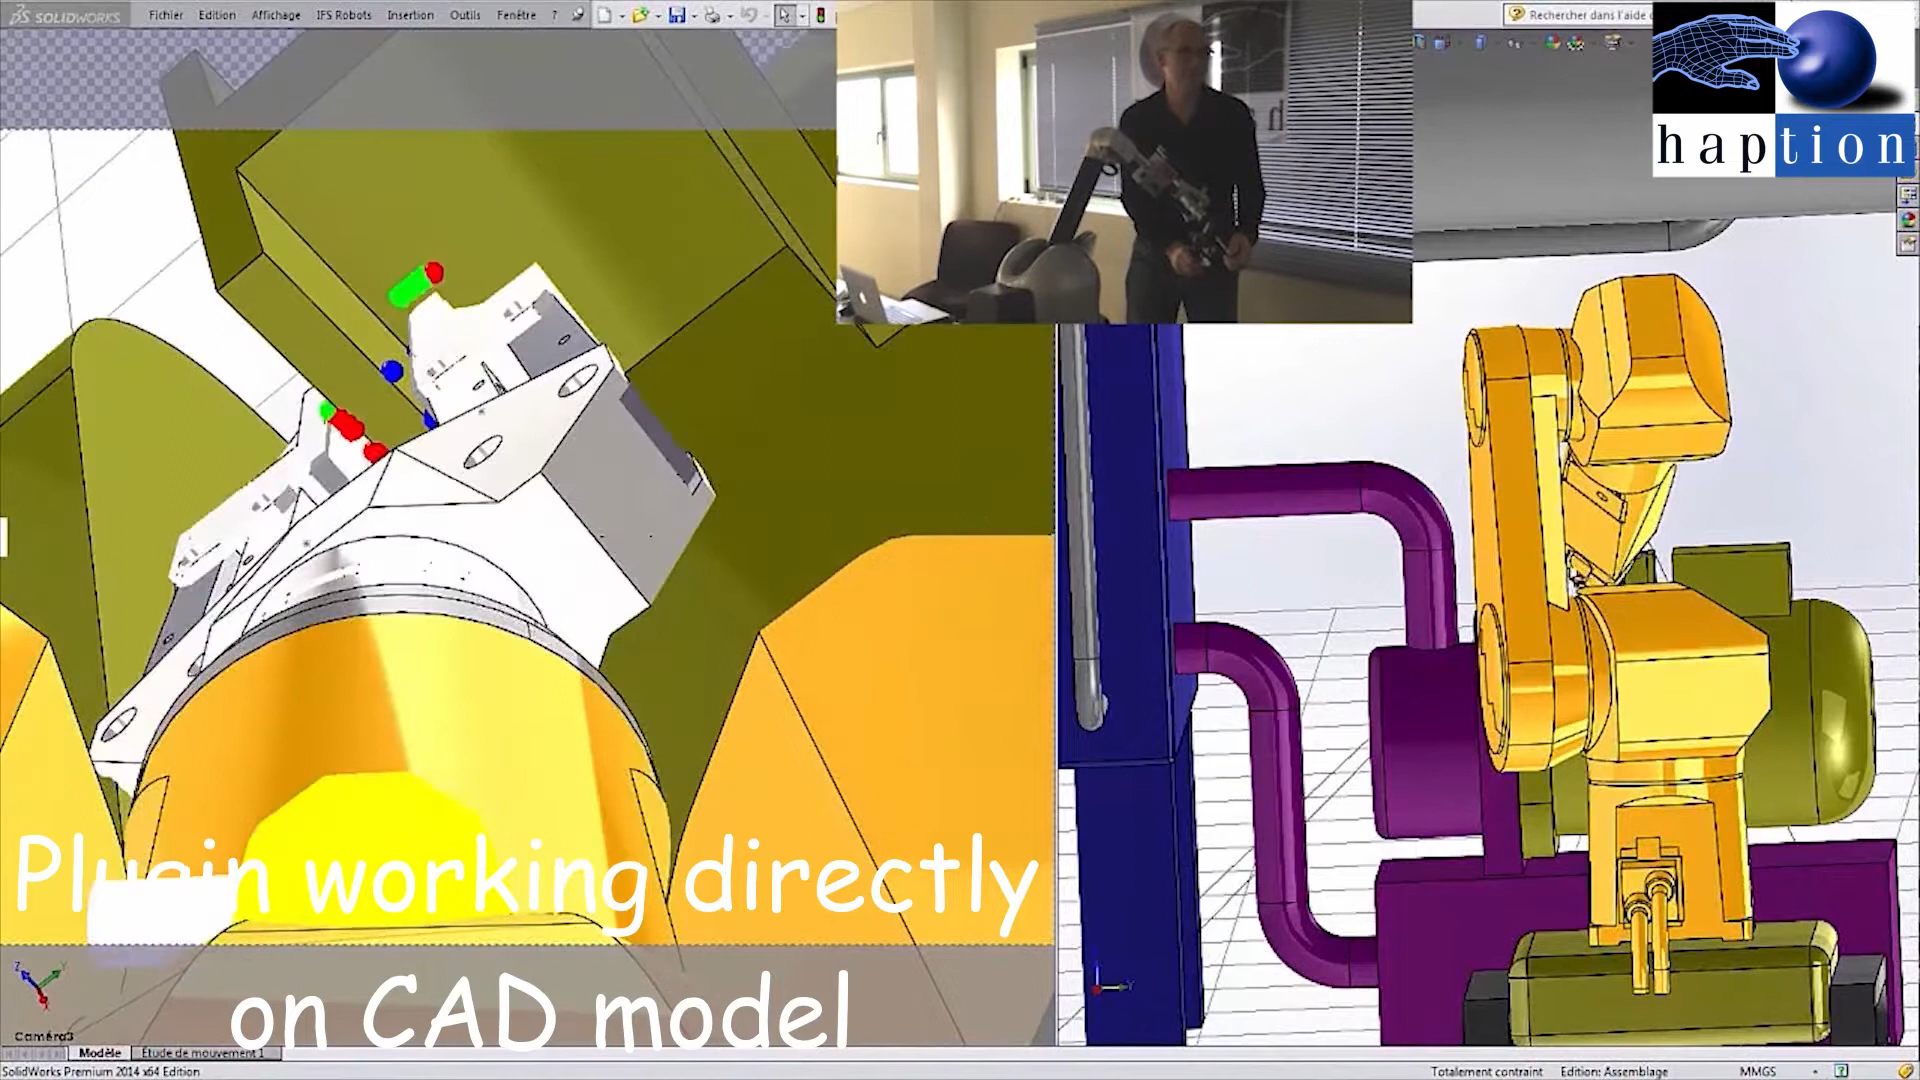 SOLIDWORKS Fichier Edition Affichage IFS Robots Insertion Outils Fenêtre ?
Rechercher dans l'aide
haption
Plugin working directly
on CAD model
Z Y X
Caméra3
Modèle Etude de mouvement 1
SolidWorks Premium 2014 x64 Edition Totalement contraint Edition: Assemblage MMGS